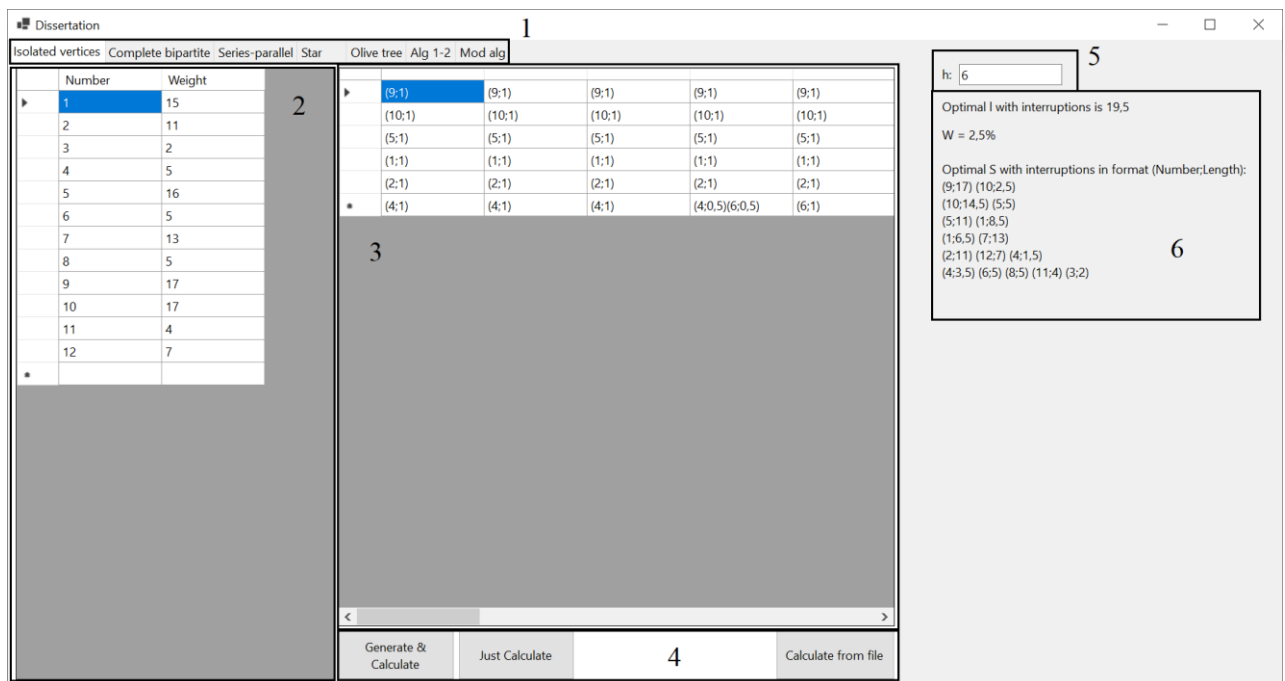 Dissertation
1
Isolated vertices Complete bipartite Series-parallel Star Olive tree Alg 1-2 Mod alg
Number Weight
1 15
2 11
3 2
4 5
5 16
6 5
7 13
8 5
9 17
10 17
11 4
12 7
*
2
(9;1) (9;1) (9;1) (9;1) (9;1)
(10;1) (10;1) (10;1) (10;1) (10;1)
(5;1) (5;1) (5;1) (5;1) (5;1)
(1;1) (1;1) (1;1) (1;1) (1;1)
(2;1) (2;1) (2;1) (2;1) (2;1)
* (4;1) (4;1) (4;1) (4;0,5)(6;0,5) (6;1)
3
Generate &
Calculate
Just Calculate
4
Calculate from file
5
h: 6
Optimal l with interruptions is 19,5
W = 2,5%
Optimal S with interruptions in format (Number;Length):
(9;17) (10;2,5)
(10;14,5) (5;5)
(5;11) (1;8,5)
(1;6,5) (7;13)
(2;11) (12;7) (4;1,5)
(4;3,5) (6;5) (8;5) (11;4) (3;2)
6